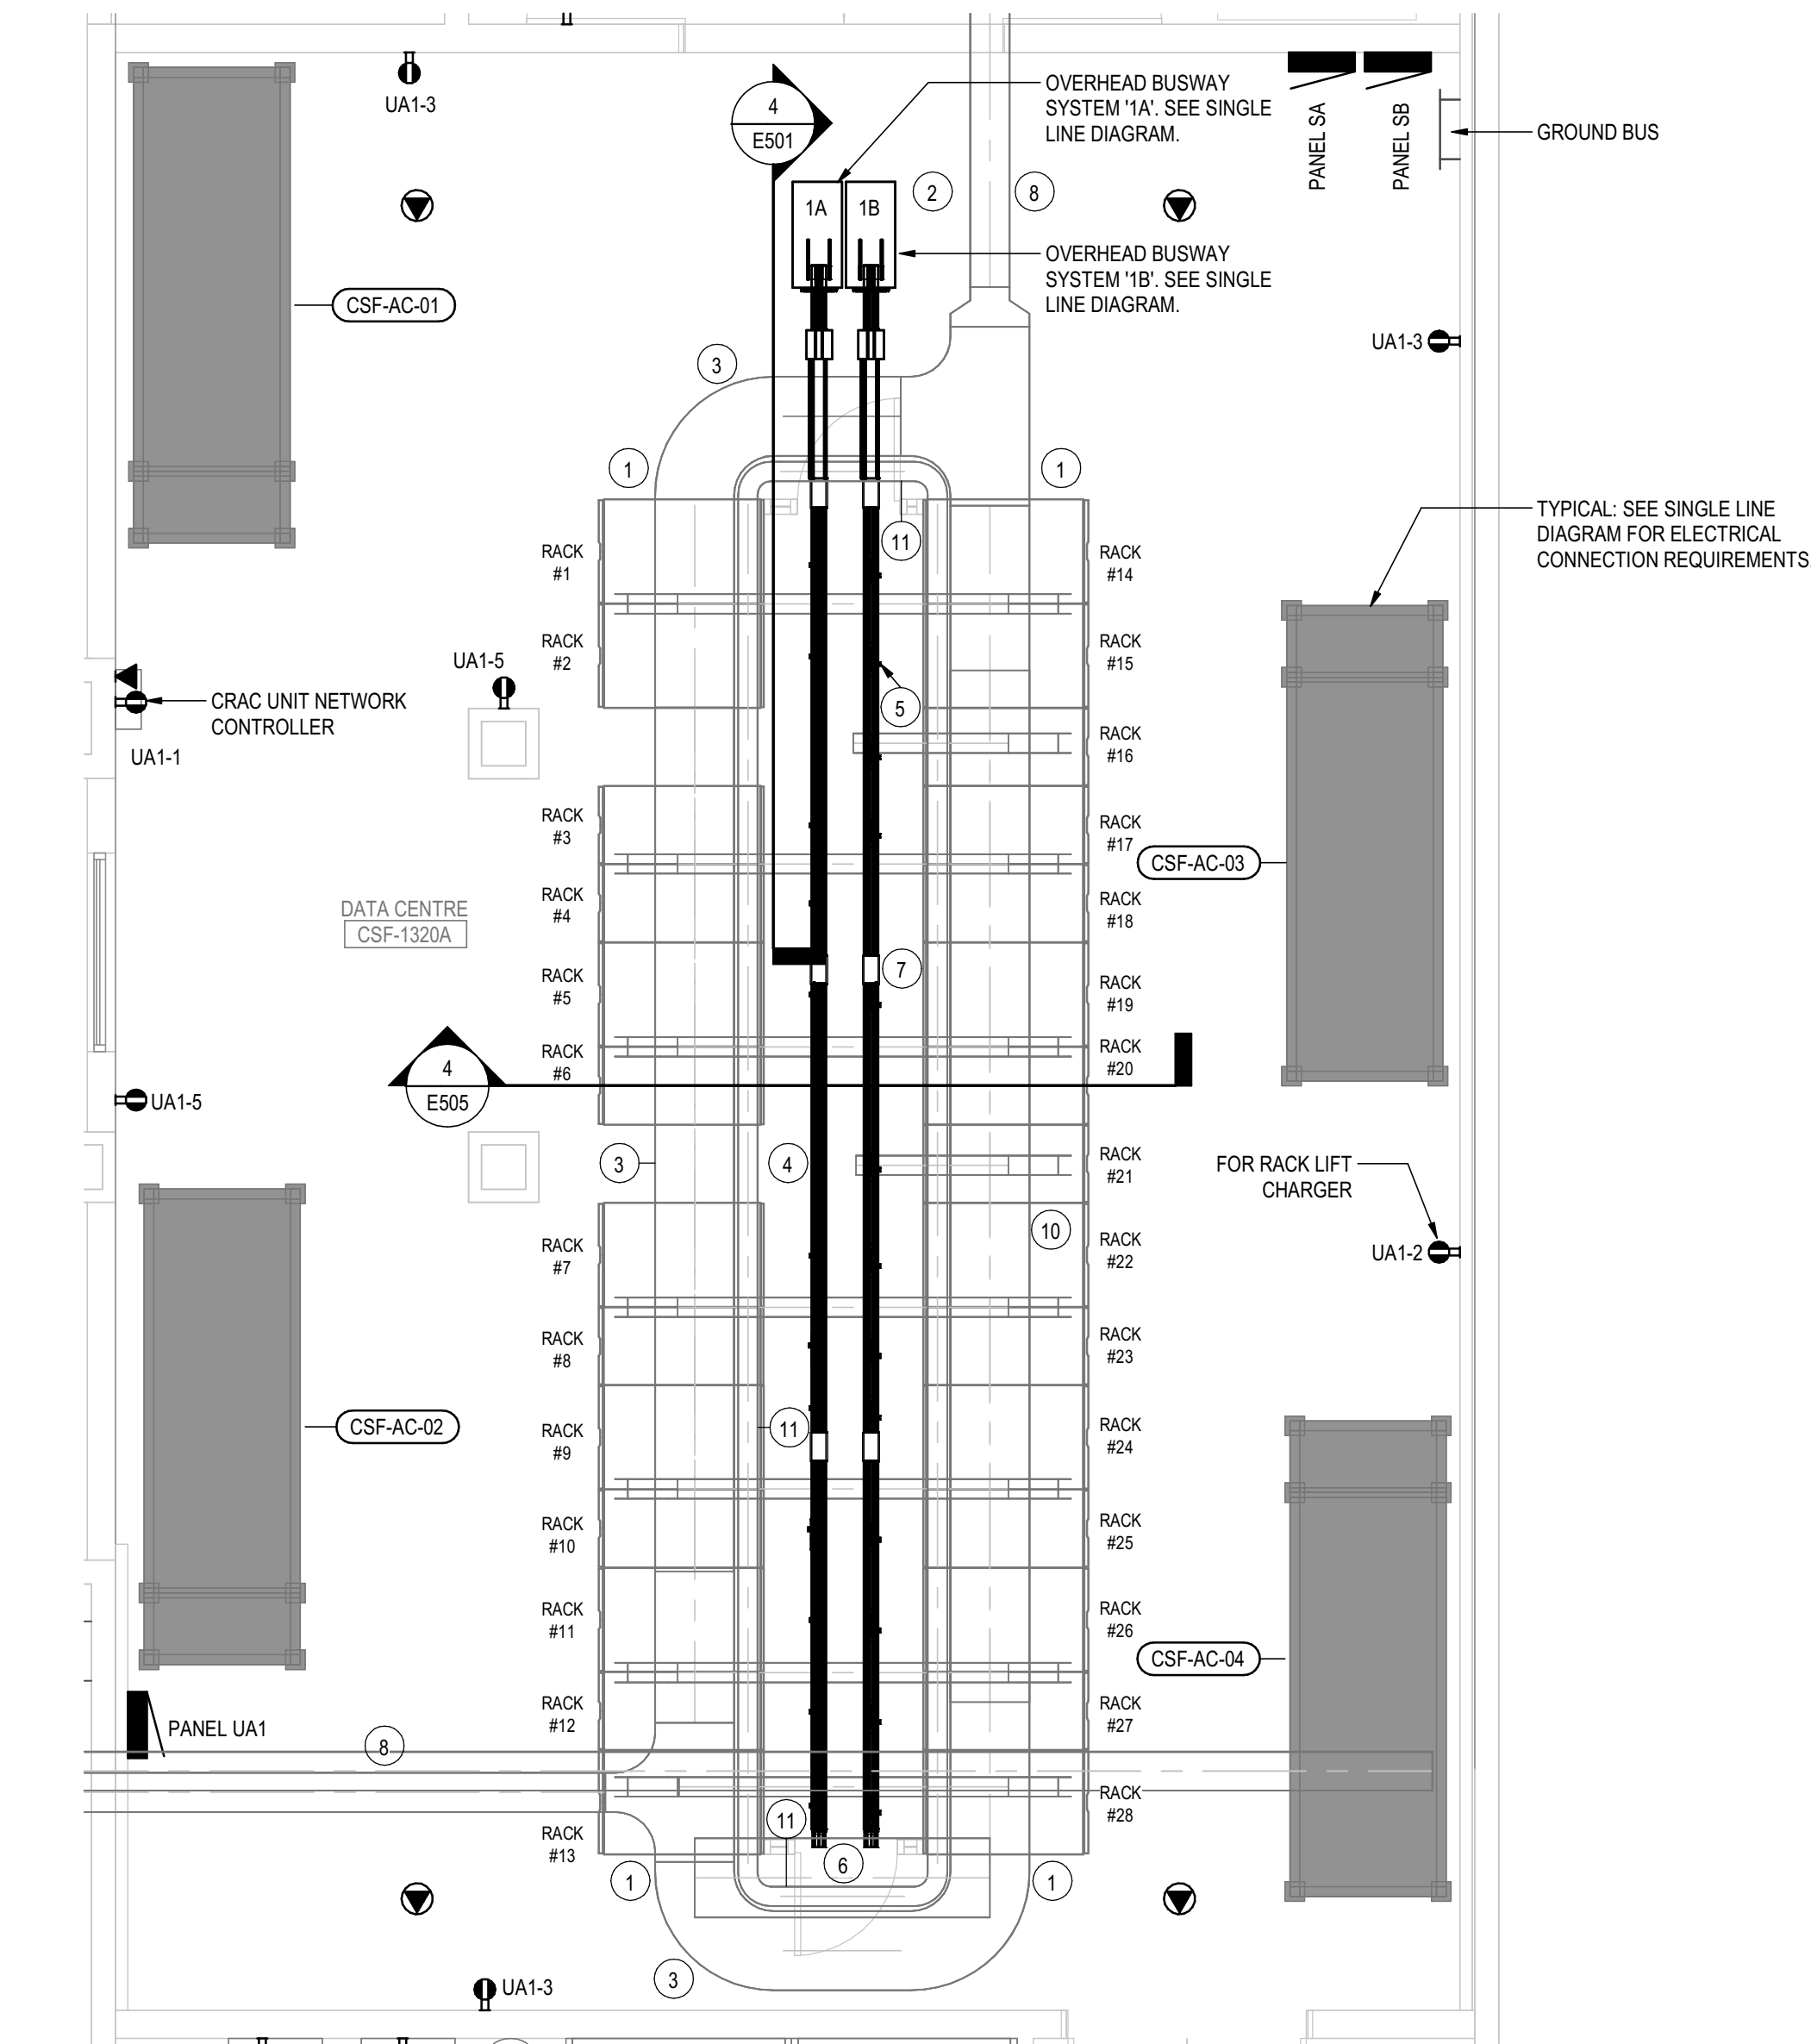 UA1-3
4
E501
OVERHEAD BUSWAY
SYSTEM '1A'. SEE SINGLE
LINE DIAGRAM.
PANEL SA
PANEL SB
GROUND BUS
1A
1B
2
8
OVERHEAD BUSWAY
SYSTEM '1B'. SEE SINGLE
LINE DIAGRAM.
CSF-AC-01
UA1-3
3
1
1
11
TYPICAL: SEE SINGLE LINE
DIAGRAM FOR ELECTRICAL
CONNECTION REQUIREMENTS
RACK
#1
RACK
#14
RACK
#2
RACK
#15
UA1-5
CRAC UNIT NETWORK
CONTROLLER
UA1-1
5
RACK
#16
RACK
#3
RACK
#17
CSF-AC-03
RACK
#4
RACK
#18
DATA CENTRE
CSF-1320A
7
RACK
#5
RACK
#19
RACK
#6
RACK
#20
4
E505
UA1-5
3
4
RACK
#21
FOR RACK LIFT
CHARGER
10
RACK
#7
RACK
#22
UA1-2
RACK
#8
RACK
#23
CSF-AC-02
11
RACK
#9
RACK
#24
RACK
#10
RACK
#25
RACK
#11
RACK
#26
CSF-AC-04
PANEL UA1
RACK
#12
RACK
#27
8
RACK
#28
11
RACK
#13
6
1
1
3
UA1-3